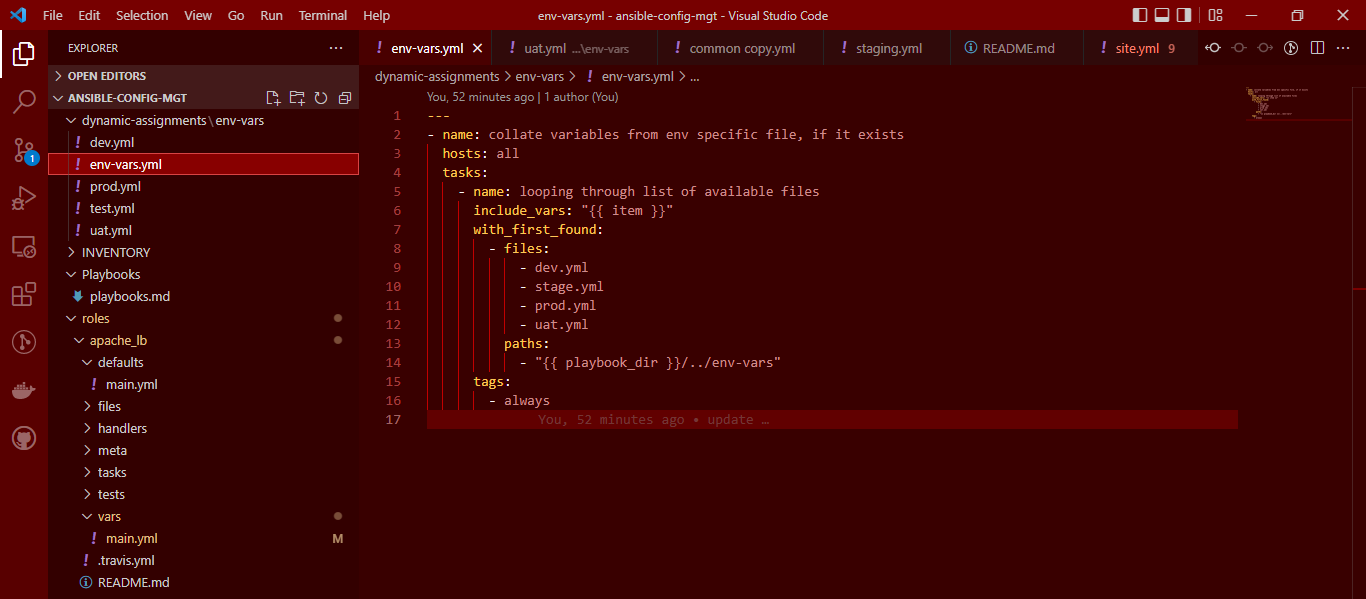 File Edit Selection View Go Run Terminal Help env-vars.yml - ansible-config-mgt - Visual Studio Code
EXPLORER
OPEN EDITORS
ANSIBLE-CONFIG-MGT
dynamic-assignments \ env-vars
! dev.yml
! env-vars.yml
! prod.yml
! test.yml
! uat.yml
INVENTORY
Playbooks
playbooks.md
roles
apache_lb
defaults
! main.yml
files
handlers
meta
tasks
tests
vars
! main.yml M
! .travis.yml
README.md
1
! env-vars.yml ! uat.yml ...\env-vars ! common copy.yml ! staging.yml README.md ! site.yml 9
dynamic-assignments > env-vars > ! env-vars.yml > ...
You, 52 minutes ago | 1 author (You)
1 ---
2 - name: collate variables from env specific file, if it exists
3 hosts: all
4 tasks:
5 - name: looping through list of available files
6 include_vars: "{{ item }}"
7 with_first_found:
8 - files:
9 - dev.yml
10 - stage.yml
11 - prod.yml
12 - uat.yml
13 paths:
14 - "{{ playbook_dir }}/../env-vars"
15 tags:
16 - always
17 You, 52 minutes ago • update …